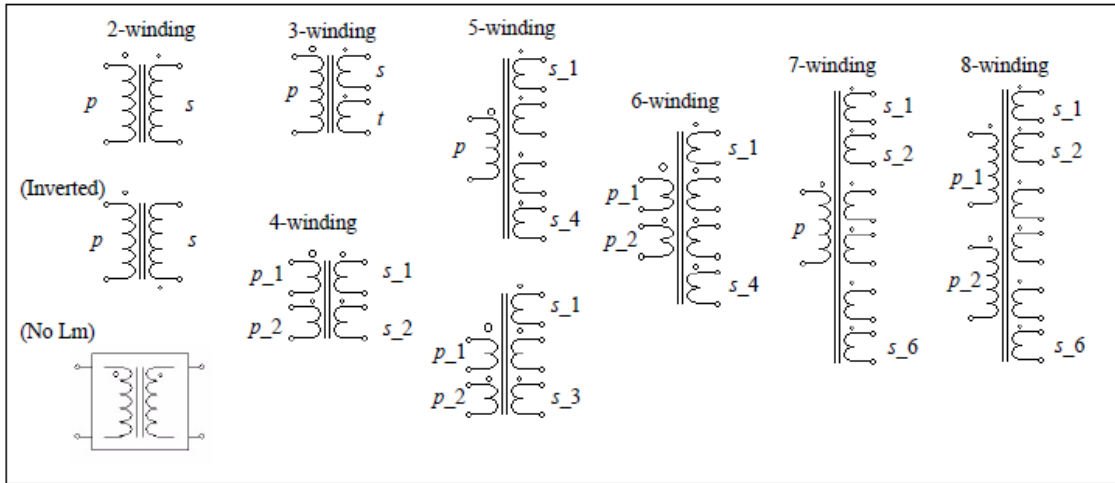 2-winding
p
s
(Inverted)
p
s
(No Lm)
3-winding
p
s
t
4-winding
p_1
p_2
s_1
s_2
5-winding
p
s_1
s_4
p_1
p_2
s_1
s_3
6-winding
p_1
p_2
s_1
s_4
7-winding
p
s_1
s_2
s_6
8-winding
p_1
p_2
s_1
s_2
s_6